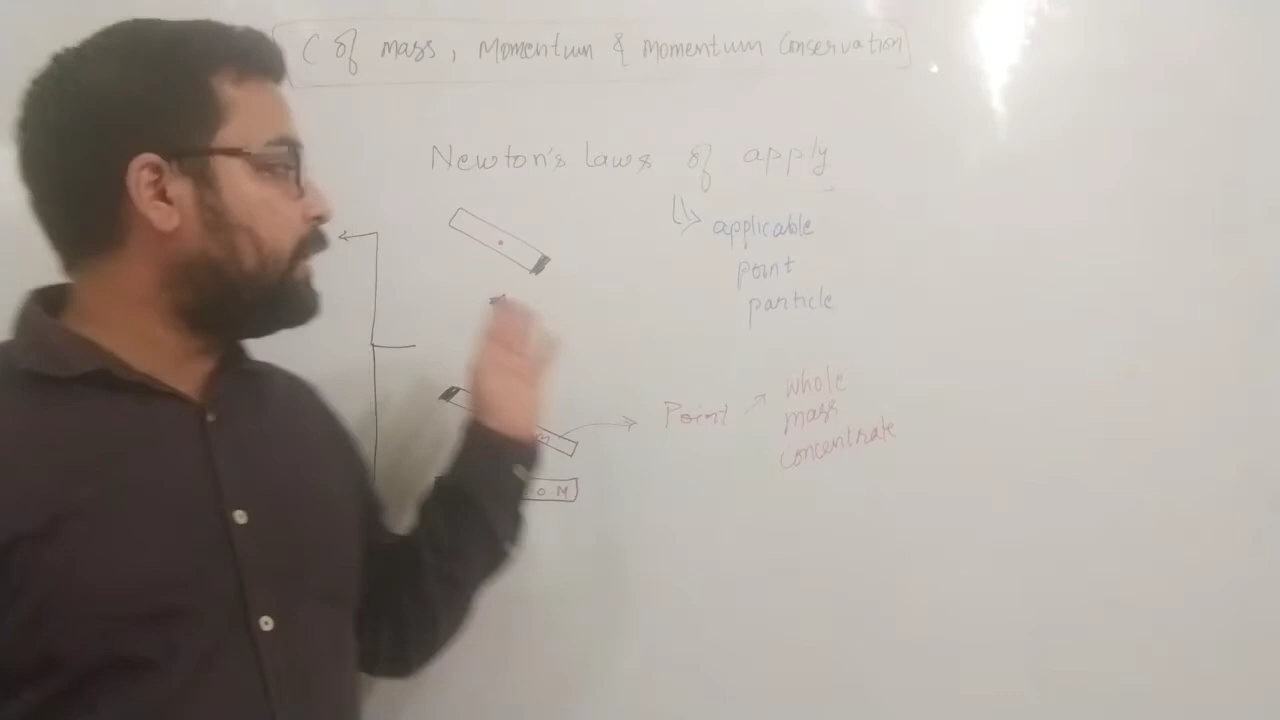 C of mass, Momentum & Momentum Conservation
Newton's laws of apply
applicable
point
particle
Point
whole
mass
concentrate
O M